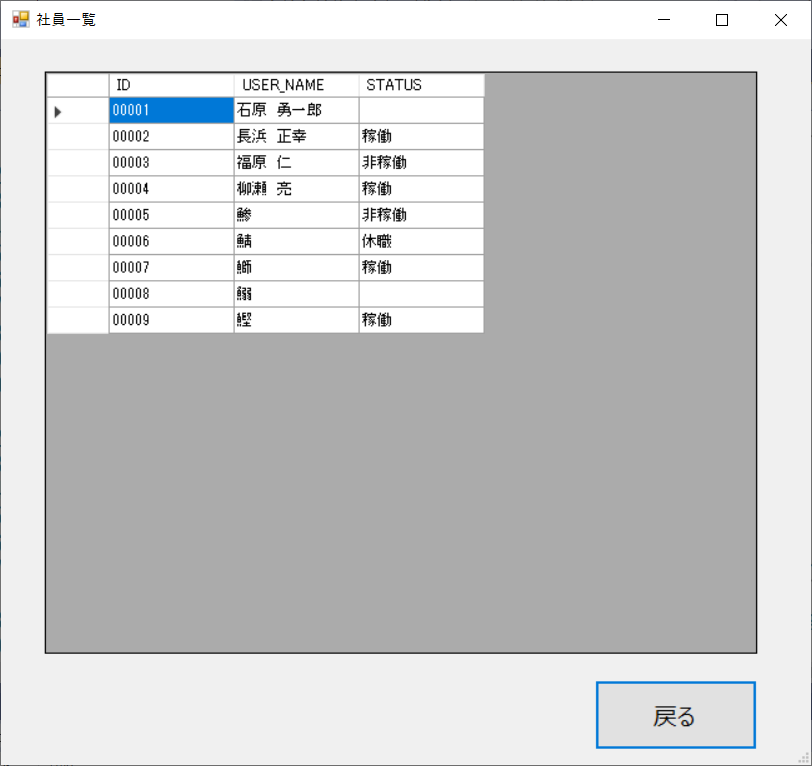 社員一覧
ID USER_NAME STATUS
00001 石原 勇一郎
00002 長浜 正幸 稼働
00003 福原 仁 非稼働
00004 柳瀬 亮 稼働
00005 鯵 非稼働
00006 鯖 休職
00007 鰤 稼働
00008 鰯
00009 鰹 稼働
戻る